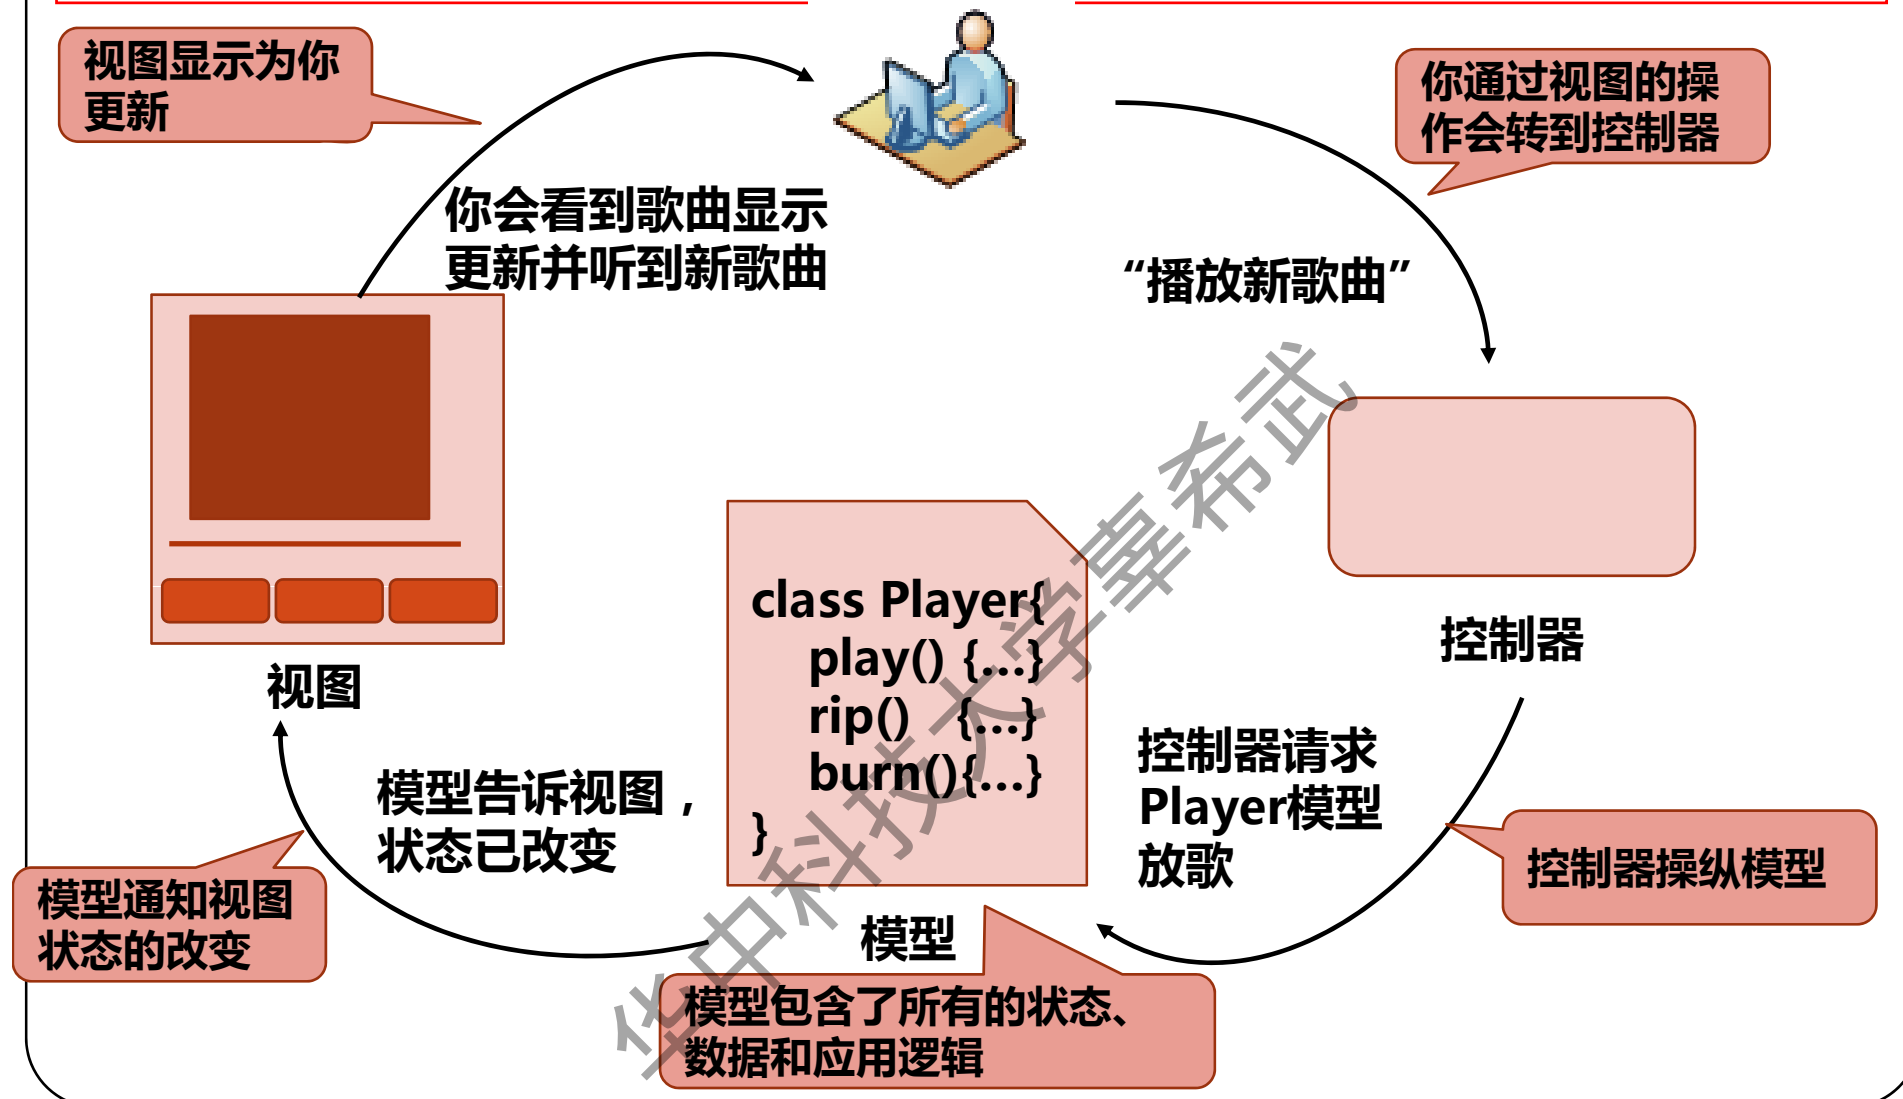 视图显示为你
更新
你通过视图的操
作会转到控制器
你会看到歌曲显示
更新并听到新歌曲
“播放新歌曲”
class Player{
play() {...}
rip() {...}
burn(){...}
}
视图
控制器
模型告诉视图，
状态已改变
控制器请求
Player模型
放歌
控制器操纵模型
模型通知视图
状态的改变
模型
模型包含了所有的状态、
数据和应用逻辑
华中科技大学辜希武